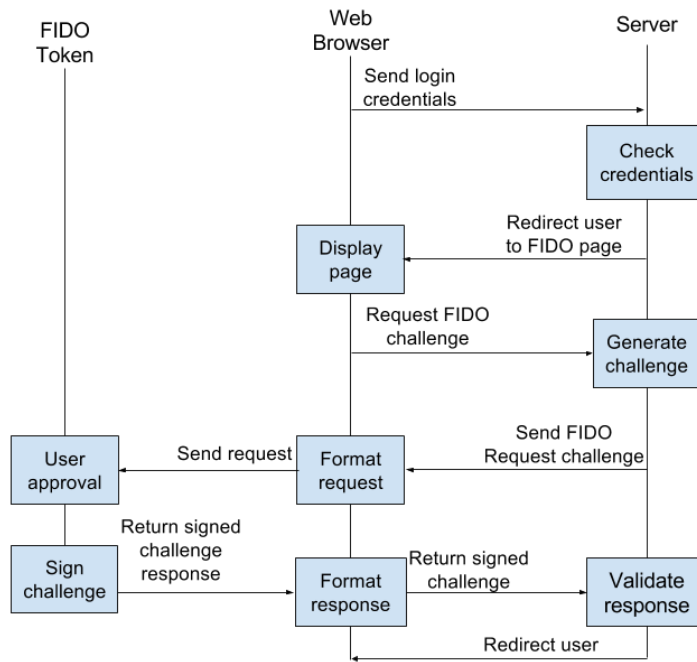 FIDO
Token
Web
Browser
Server
Send login
credentials
Check
credentials
Redirect user
to FIDO page
Display
page
Request FIDO
challenge
Generate
challenge
Send FIDO
Request challenge
Format
request
Send request
User
approval
Sign
challenge
Return signed
challenge
response
Format
response
Return signed
challenge
Validate
response
Redirect user